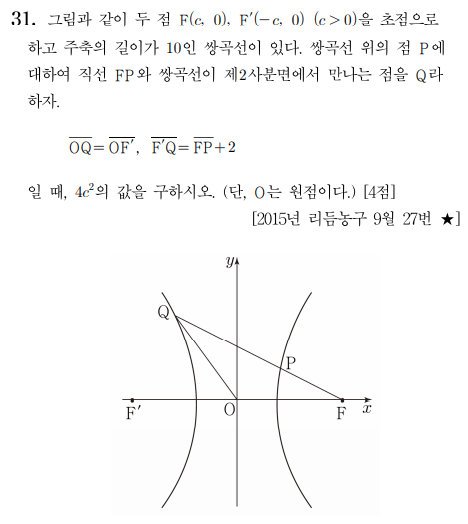 31. 그림과 같이 두 점 F(c, 0), F′(−c, 0) (c>0)을 초점으로
하고 주축의 길이가 10인 쌍곡선이 있다. 쌍곡선 위의 점 P에
대하여 직선 FP와 쌍곡선이 제2사분면에서 만나는 점을 Q라
하자.
$\overline{OQ}=\overline{OF'}$, $\overline{F'Q}=\overline{FP}+2$
일 때, 4c²의 값을 구하시오. (단, O는 원점이다.) [4점]
[2015년 리듬농구 9월 27번 ★]
y
Q
P
F′
O
F
x